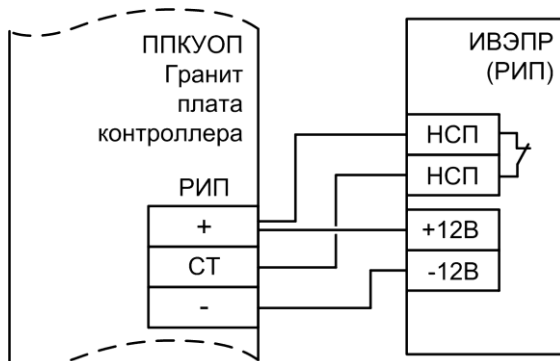 ППКУОП
Гранит
плата
контроллера
РИП
+
СТ
-
ИВЭПР
(РИП)
НСП
НСП
+12В
-12В